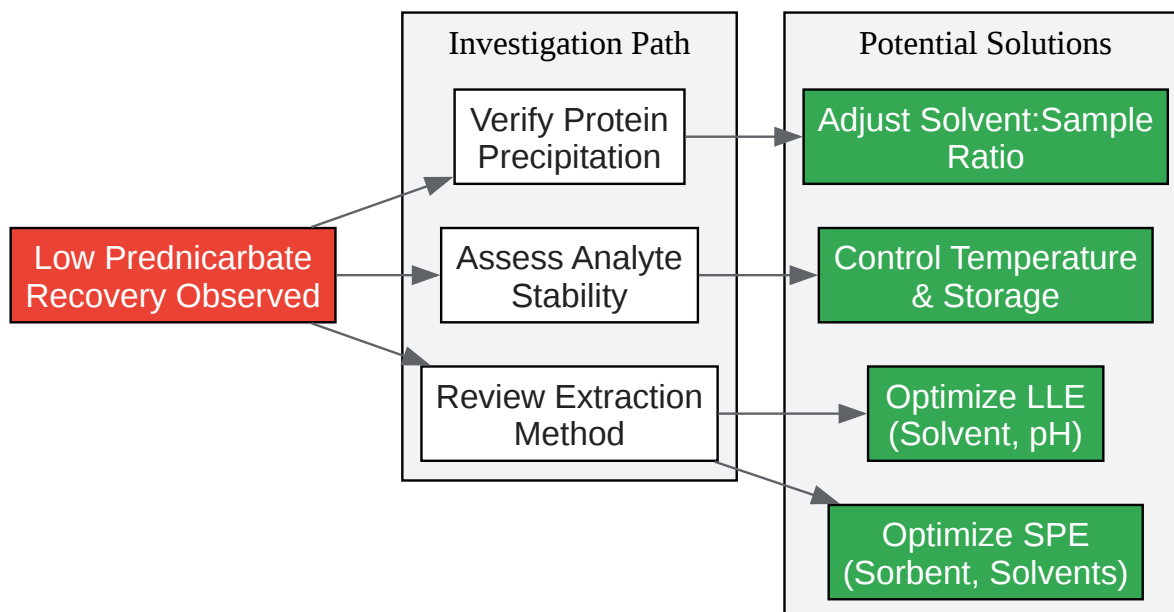 Investigation Path
Potential Solutions
Low Prednicarbate
Recovery Observed
Verify Protein
Precipitation
Adjust Solvent:Sample
Ratio
Assess Analyte
Stability
Control Temperature
& Storage
Review Extraction
Method
Optimize LLE
(Solvent, pH)
Optimize SPE
(Sorbent, Solvents)